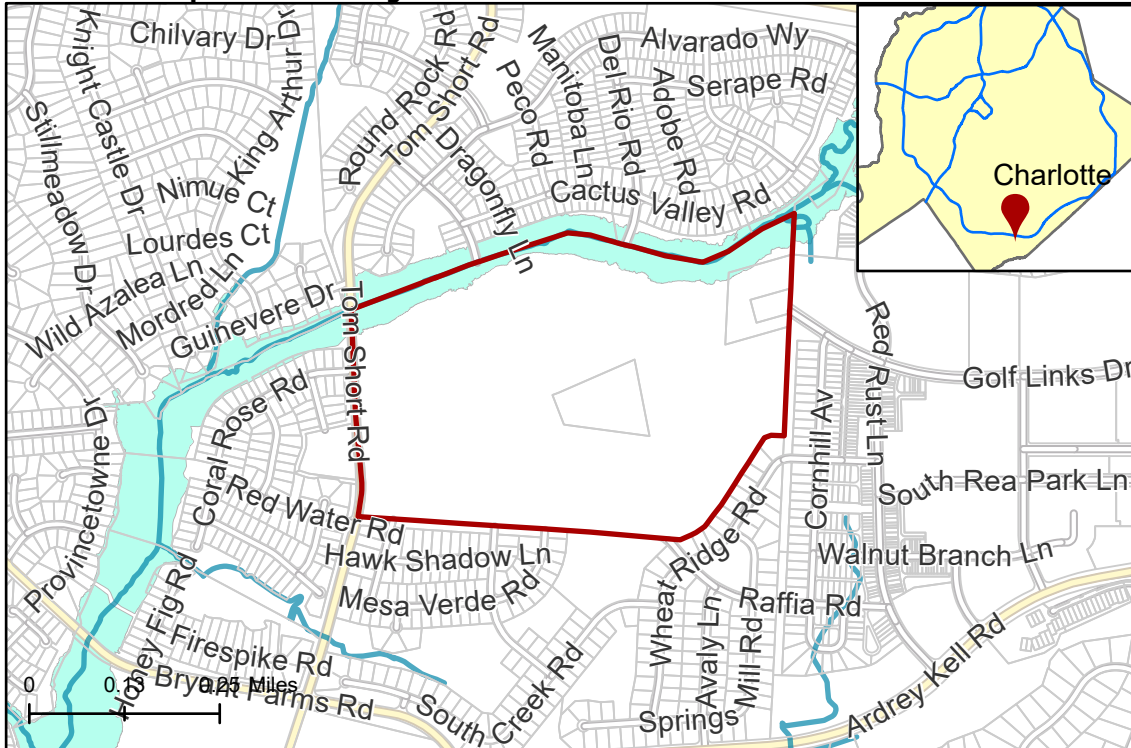 Chilvary Dr
Knight Castle Dr
King Arthur Dr
Stillmeadow Dr
Nimue Ct
Lourdes Ct
Wild Azalea Ln
Mordred Ln
Guinevere Dr
Round Rock Rd
Tom Short Rd
Dragonfly Ln
Peco Rd
Manitoba Ln
Del Rio Rd
Adobe Rd
Alvarado Wy
Serape Rd
Cactus Valley Rd
Charlotte
Tom Short Rd
Coral Rose Rd
Provincetowne Dr
Red Water Rd
Hawk Shadow Ln
Mesa Verde Rd
Firespike Rd
Honey Fig Rd
Bryant Farms Rd
South Creek Rd
Wheat Ridge Rd
Avaly Ln
Mill Rd
Springs
Raffia Rd
Cornhill Av
Red Rust Ln
Golf Links Dr
South Rea Park Ln
Walnut Branch Ln
Ardrey Kell Rd
0 0.13 0.25 Miles